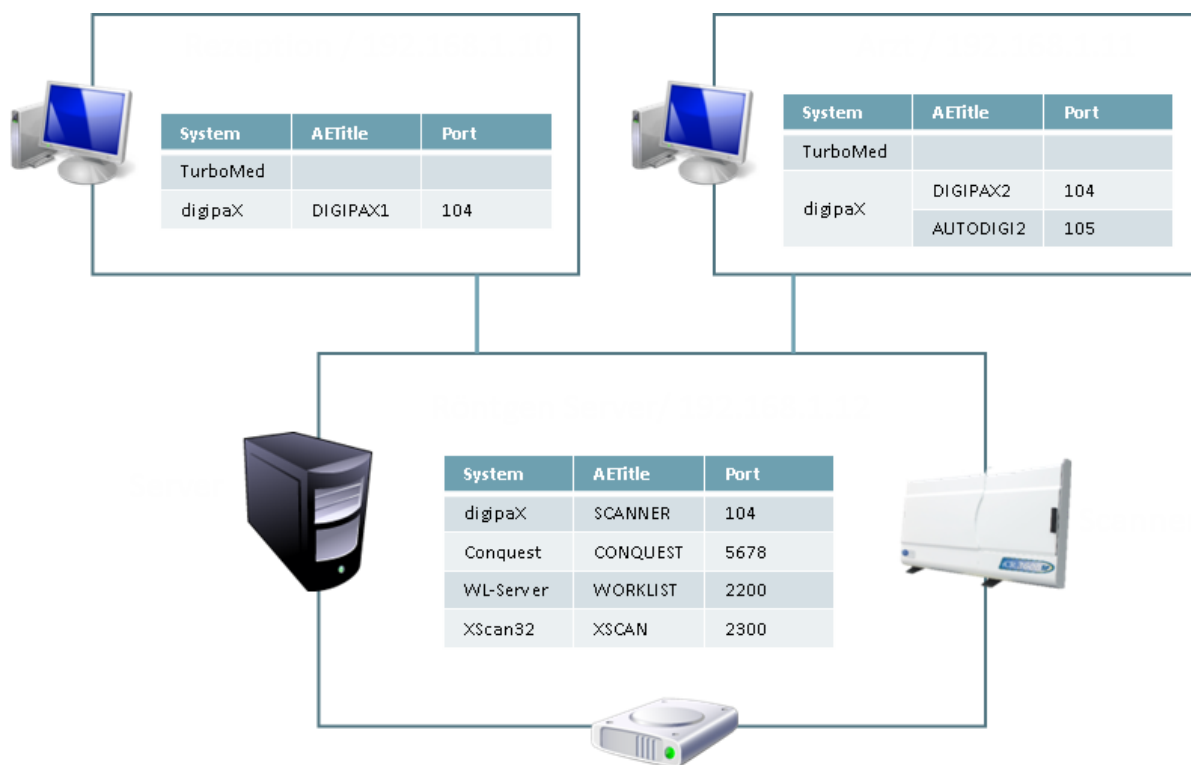 System AETitle Port
TurboMed
digipaX DIGIPAX1 104
System AETitle Port
TurboMed
digipaX
DIGIPAX2 104
AUTODIGI2 105
System AETitle Port
digipaX SCANNER 104
Conquest CONQUEST 5678
WL-Server WORKLIST 2200
XScan32 XSCAN 2300